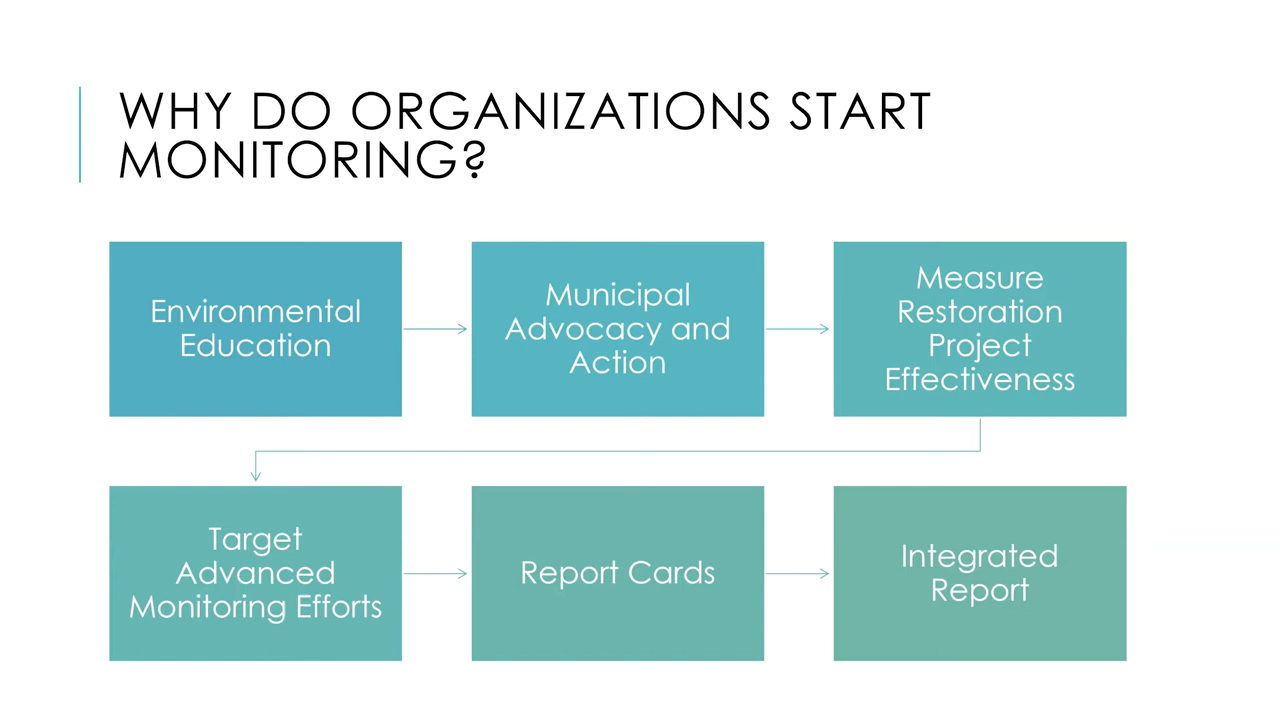 WHY DO ORGANIZATIONS START
MONITORING?
Environmental
Education
Municipal
Advocacy and
Action
Measure
Restoration
Project
Effectiveness
Target
Advanced
Monitoring Efforts
Report Cards
Integrated
Report